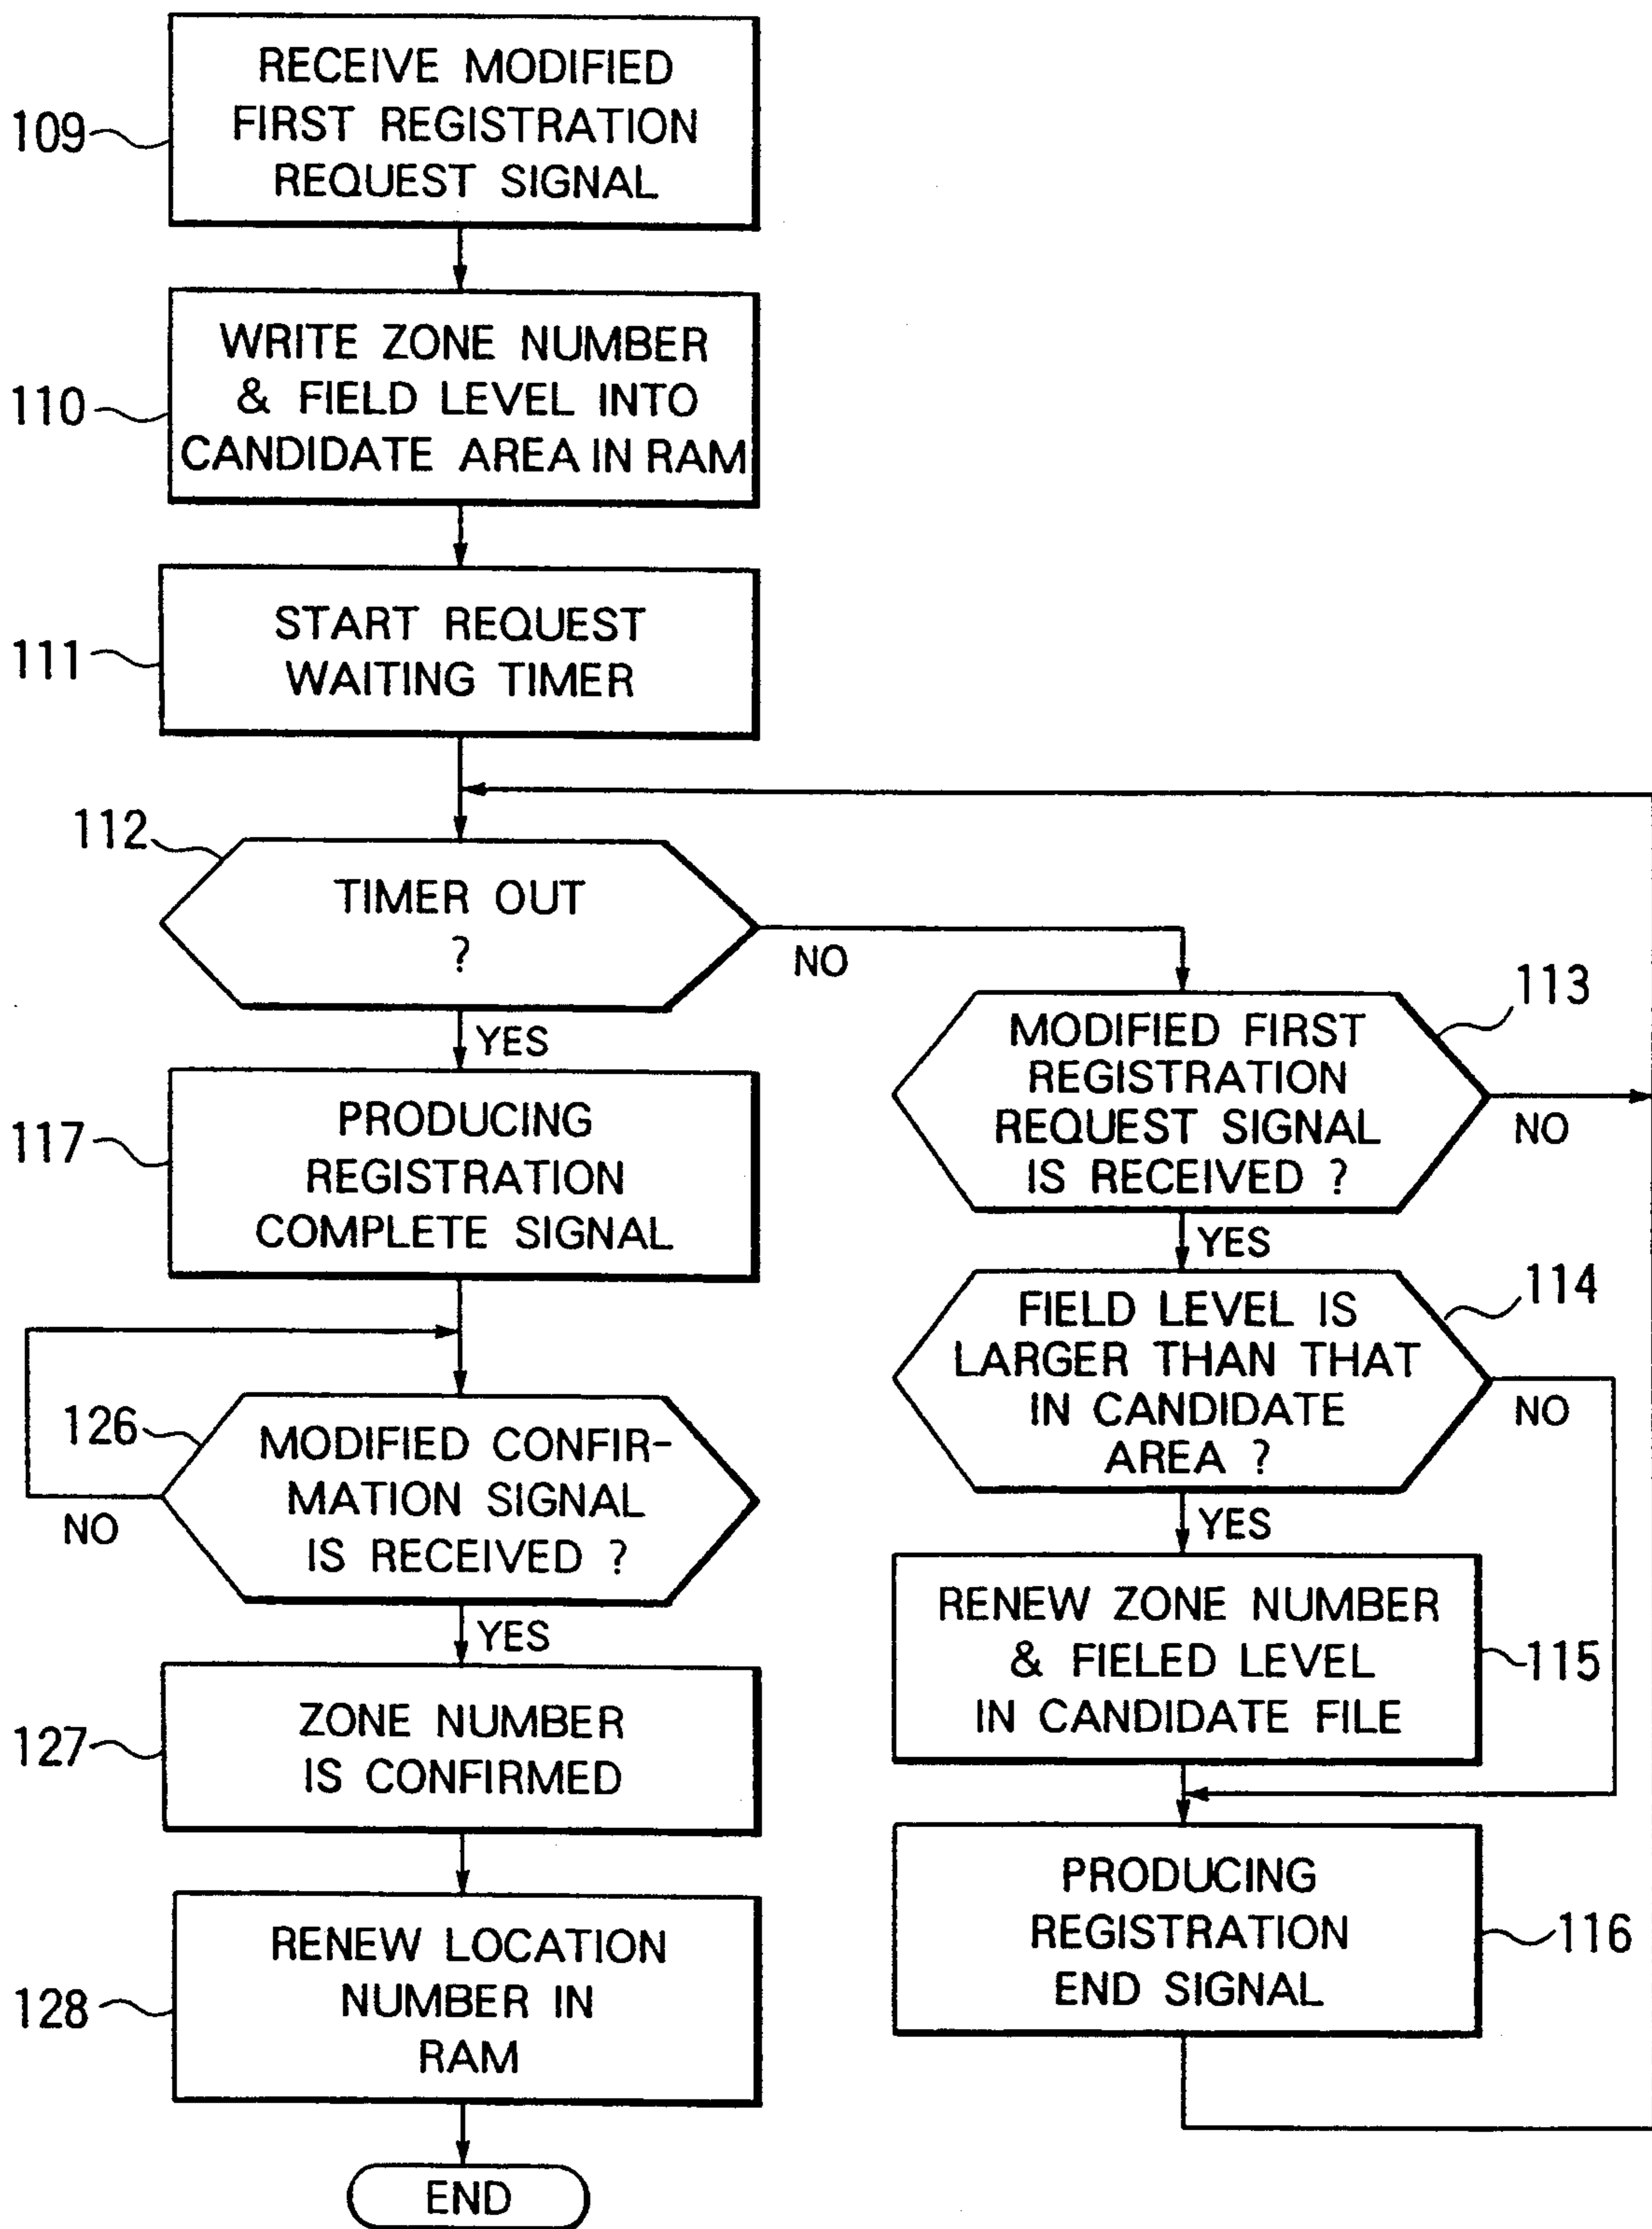 109
RECEIVE MODIFIED
FIRST REGISTRATION
REQUEST SIGNAL
110
WRITE ZONE NUMBER
& FIELD LEVEL INTO
CANDIDATE AREA IN RAM
111
START REQUEST
WAITING TIMER
112
TIMER OUT
?
NO
YES
117
PRODUCING
REGISTRATION
COMPLETE SIGNAL
126
MODIFIED CONFIR-
MATION SIGNAL
IS RECEIVED ?
NO
YES
127
ZONE NUMBER
IS CONFIRMED
128
RENEW LOCATION
NUMBER IN
RAM
END
113
MODIFIED FIRST
REGISTRATION
REQUEST SIGNAL
IS RECEIVED ?
NO
YES
114
FIELD LEVEL IS
LARGER THAN THAT
IN CANDIDATE
AREA ?
NO
YES
RENEW ZONE NUMBER
& FIELED LEVEL
IN CANDIDATE FILE
115
PRODUCING
REGISTRATION
END SIGNAL
116